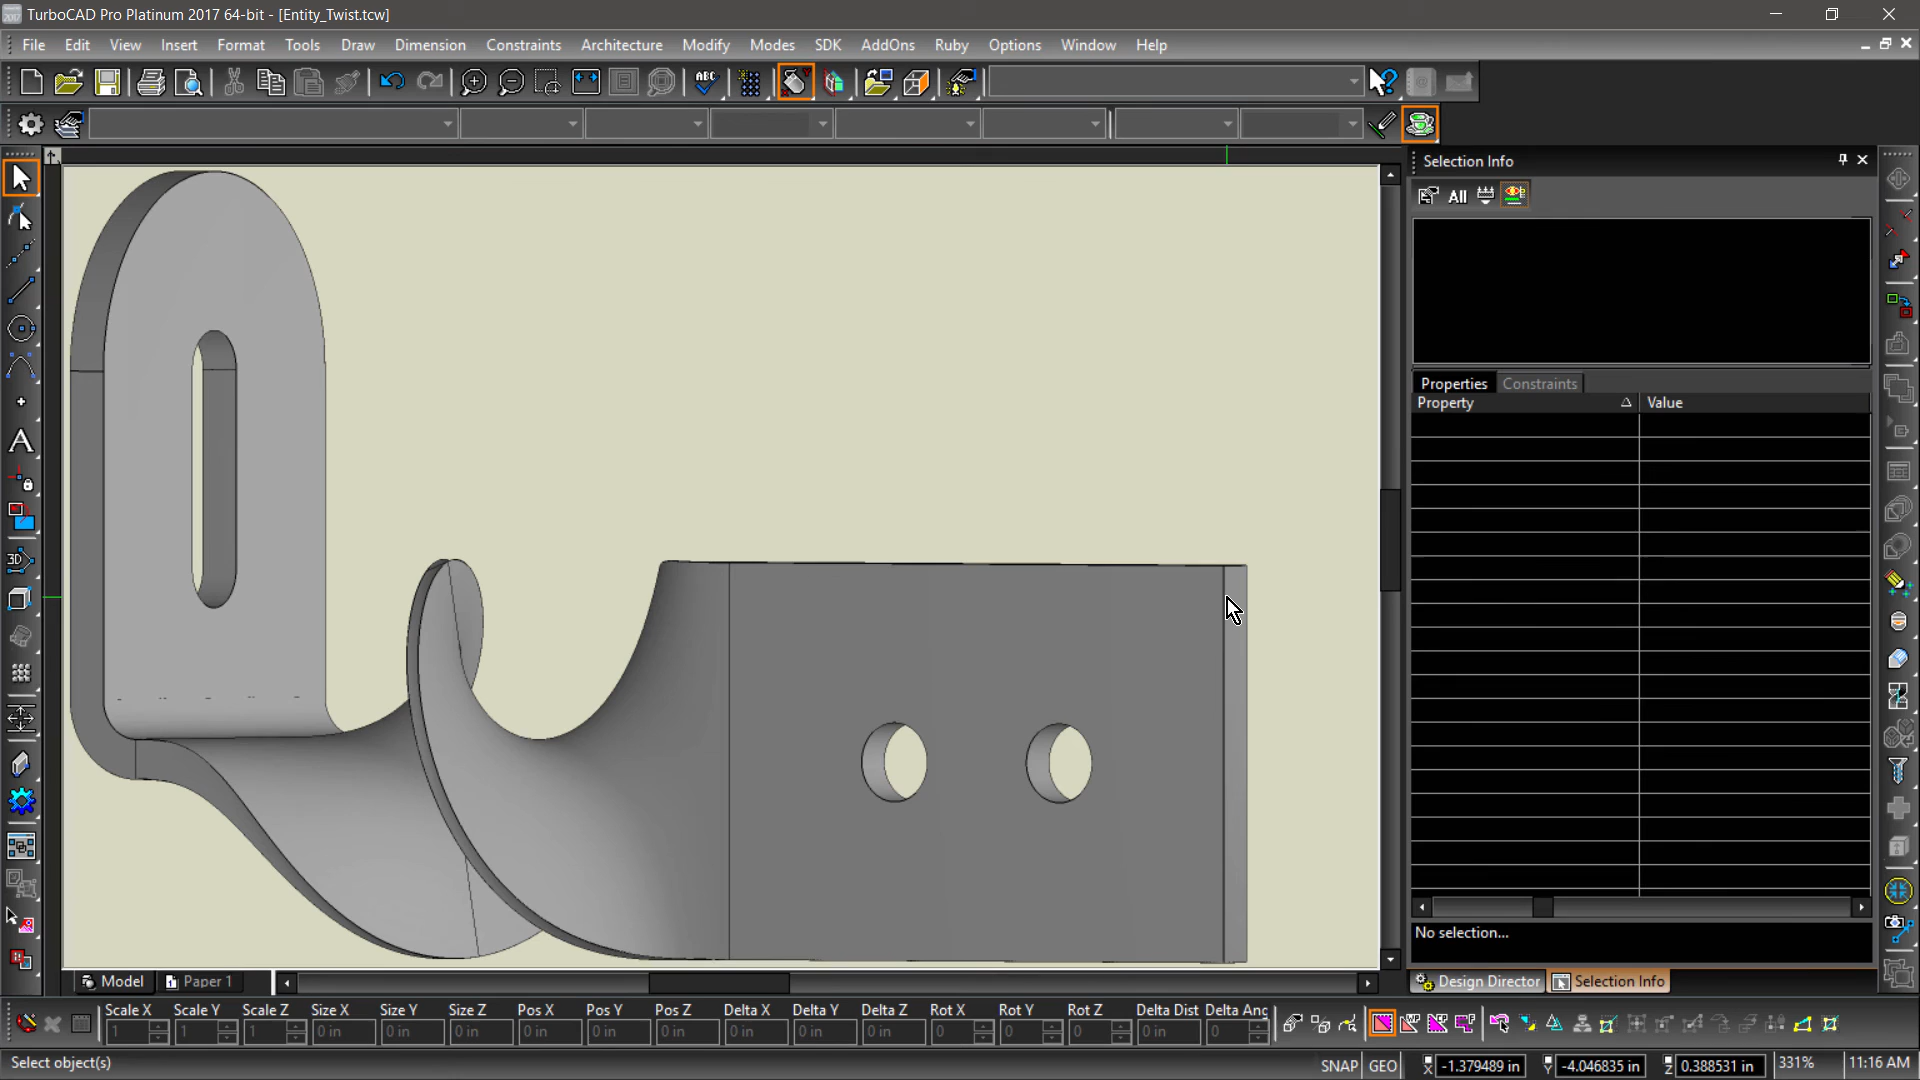 TurboCAD Pro Platinum 2017 64-bit - [Entity_Twist.tcw]
File Edit View Insert Format Tools Draw Dimension Constraints Architecture Modify Modes SDK AddOns Ruby Options Window Help
ABC
Selection Info
All
Properties Constraints
Property Value
A
3D
No selection...
Model Paper 1
Design Director Selection Info
Scale X Scale Y Scale Z Size X Size Y Size Z Pos X Pos Y Pos Z Delta X Delta Y Delta Z Rot X Rot Y Rot Z Delta Dist Delta Ang
1 1 1 0 in 0 in 0 in 0 in 0 in 0 in 0 in 0 in 0 in 0 0 0 0 in 0
Select object(s)
SNAP GEO X -1.379489 in Y -4.046835 in Z 0.388531 in 331% 11:16 AM